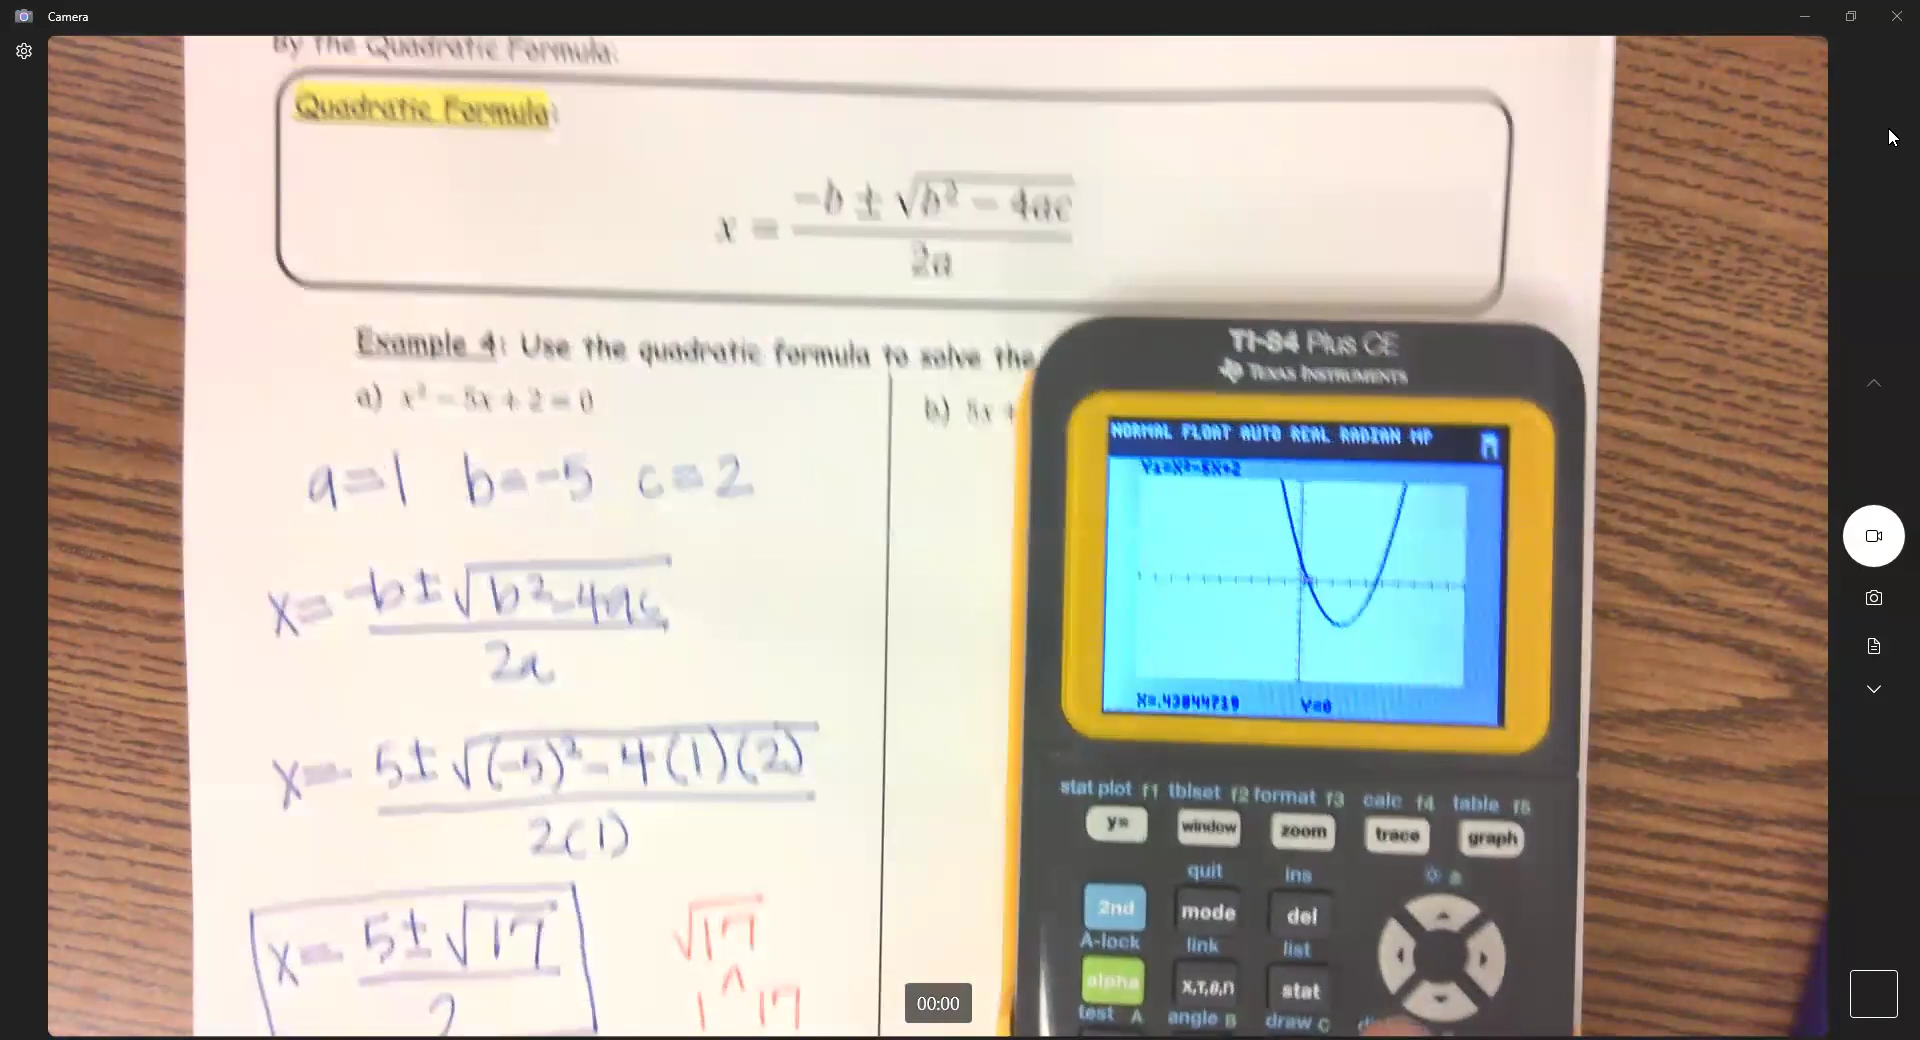 Camera
By the Quadratic Formula:
Quadratic Formula:
x = -b ± √b² - 4ac
2a
Example 4: Use the quadratic formula to solve the
a) x² - 5x + 2 = 0
b) 5x +
a=1 b=-5 c=2
x= -b±√b²-4ac
2a
x= 5±√(-5)²-4(1)(2)
2(1)
x= 5±√17
2
√17
^
1 17
TI-84 Plus CE
TEXAS INSTRUMENTS
NORMAL FLOAT AUTO REAL RADIAN MP
Y1=X²-5X+2
X=.43844719 Y=0
stat plot f1 tblset f2 format f3 calc f4 table f5
y= window zoom trace graph
quit ins
2nd mode del
A-lock link list
alpha X,T,θ,n stat
test A angle B draw C
00:00